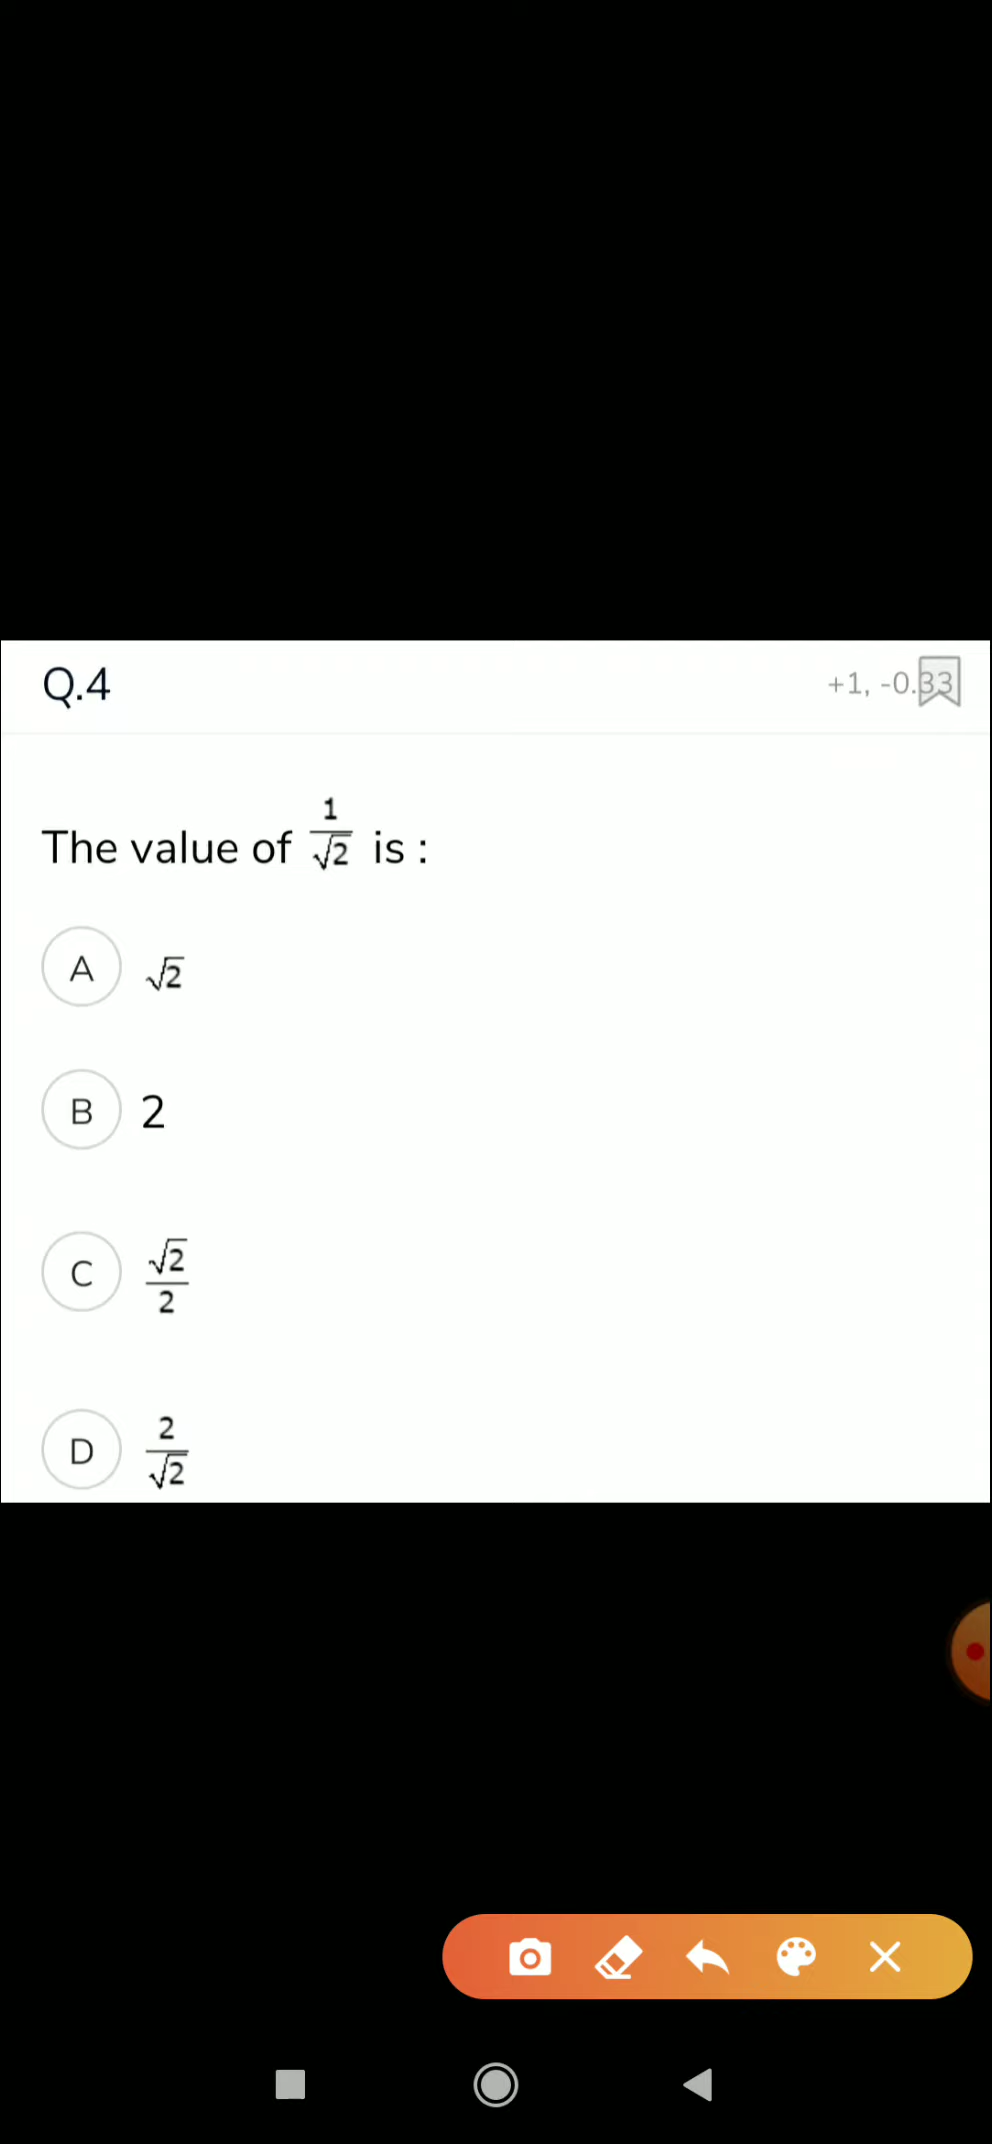 Q.4 +1, -0.33
The value of 1/√2 is :
A √2
B 2
C √2/2
D 2/√2